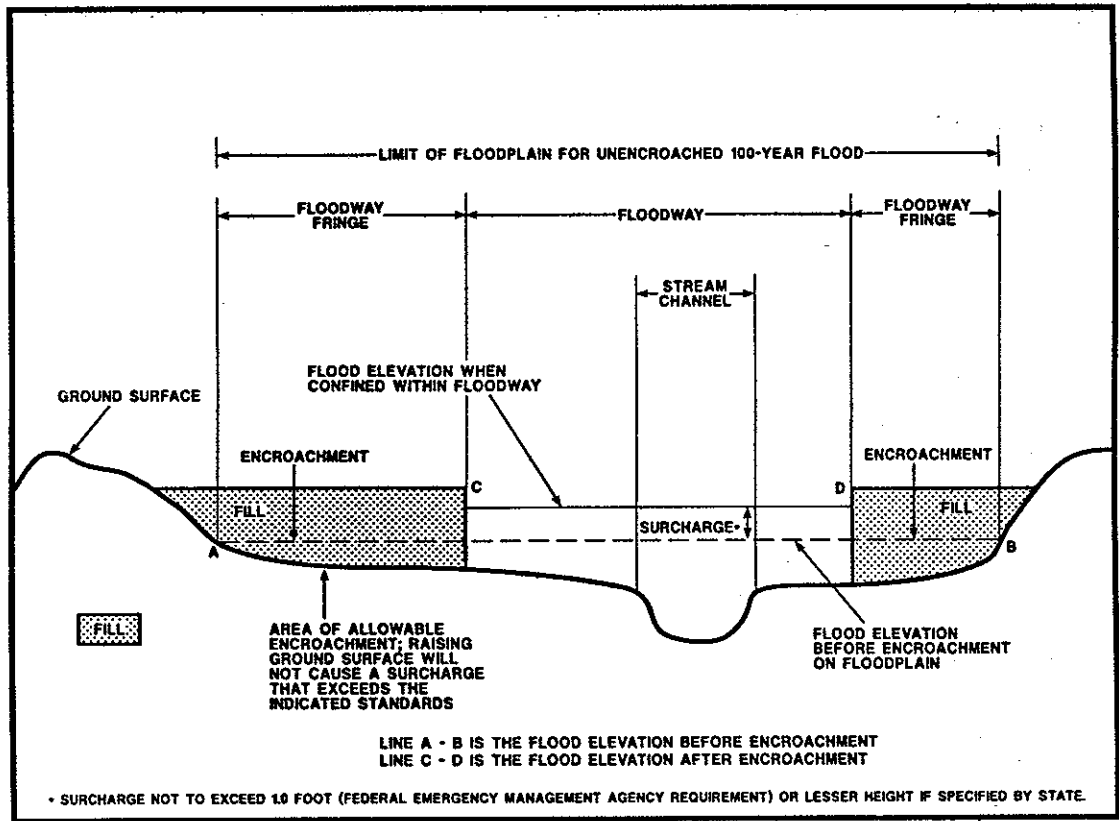 LIMIT OF FLOODPLAIN FOR UNENCROACHED 100-YEAR FLOOD
FLOODWAY
FRINGE
FLOODWAY
FLOODWAY
FRINGE
STREAM
CHANNEL
FLOOD ELEVATION WHEN
CONFINED WITHIN FLOODWAY
GROUND SURFACE
ENCROACHMENT
ENCROACHMENT
C
D
FILL
FILL
SURCHARGE*
A
B
FILL
AREA OF ALLOWABLE
ENCROACHMENT; RAISING
GROUND SURFACE WILL
NOT CAUSE A SURCHARGE
THAT EXCEEDS THE
INDICATED STANDARDS
FLOOD ELEVATION
BEFORE ENCROACHMENT
ON FLOODPLAIN
LINE A - B IS THE FLOOD ELEVATION BEFORE ENCROACHMENT
LINE C - D IS THE FLOOD ELEVATION AFTER ENCROACHMENT
* SURCHARGE NOT TO EXCEED 1.0 FOOT (FEDERAL EMERGENCY MANAGEMENT AGENCY REQUIREMENT) OR LESSER HEIGHT IF SPECIFIED BY STATE.